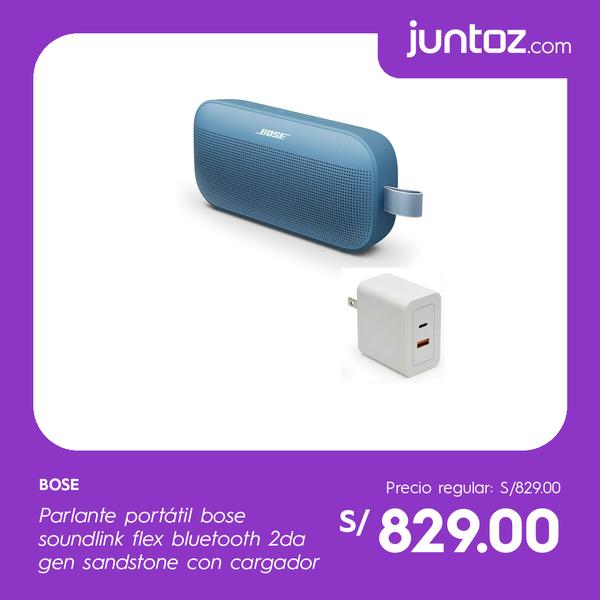 juntoz.com
BOSE
BOSE
Precio regular: S/829.00
Parlante portátil bose
soundlink flex bluetooth 2da
gen sandstone con cargador
S/ 829.00